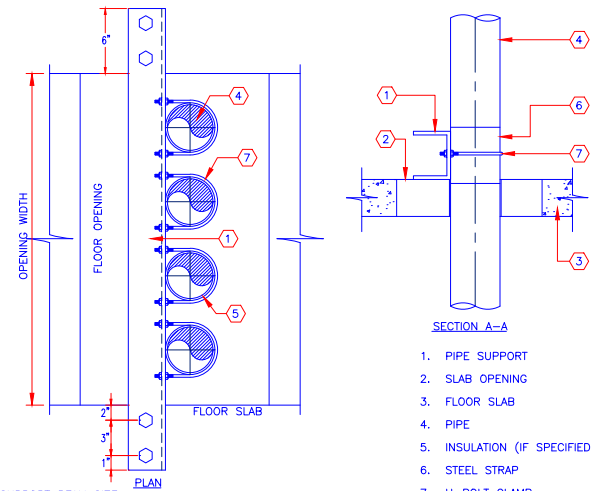 6"
OPENING WIDTH
FLOOR OPENING
4
7
1
5
2"
3"
1"
FLOOR SLAB
PLAN
4
1
6
2
7
3
SECTION A-A
1. PIPE SUPPORT
2. SLAB OPENING
3. FLOOR SLAB
4. PIPE
5. INSULATION (IF SPECIFIED
6. STEEL STRAP